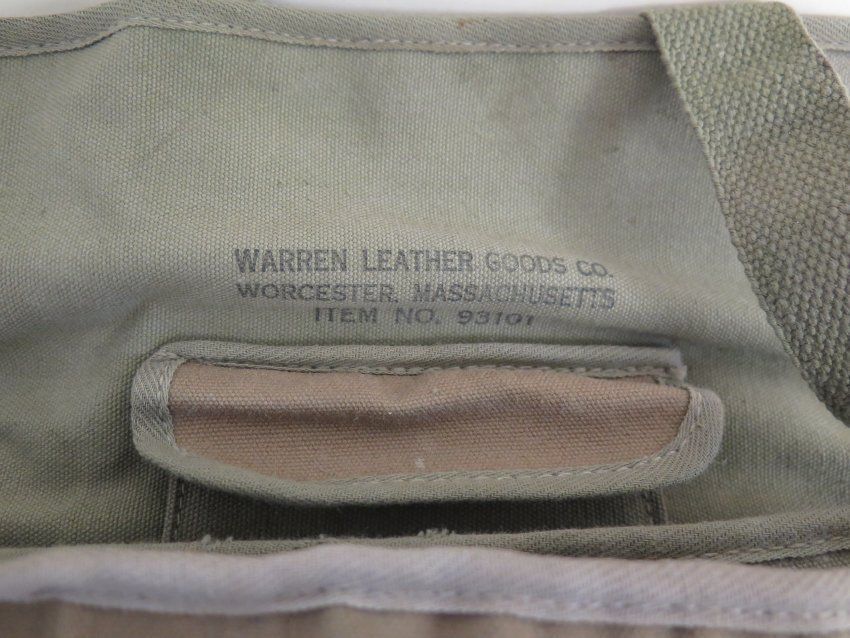 WARREN LEATHER GOODS CO.
WORCESTER, MASSACHUSETTS
ITEM NO. 93101